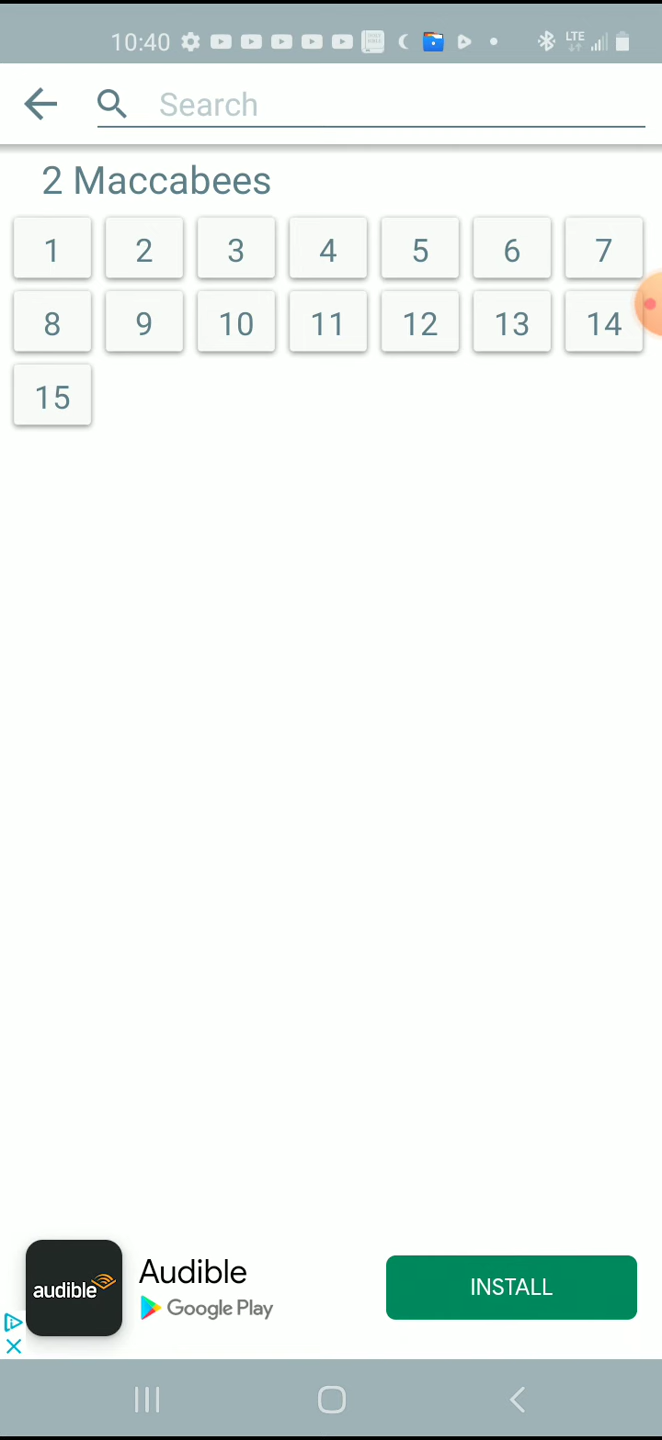 10:40 LTE
Search
2 Maccabees
1 2 3 4 5 6 7
8 9 10 11 12 13 14
15
audible
Audible
Google Play
INSTALL